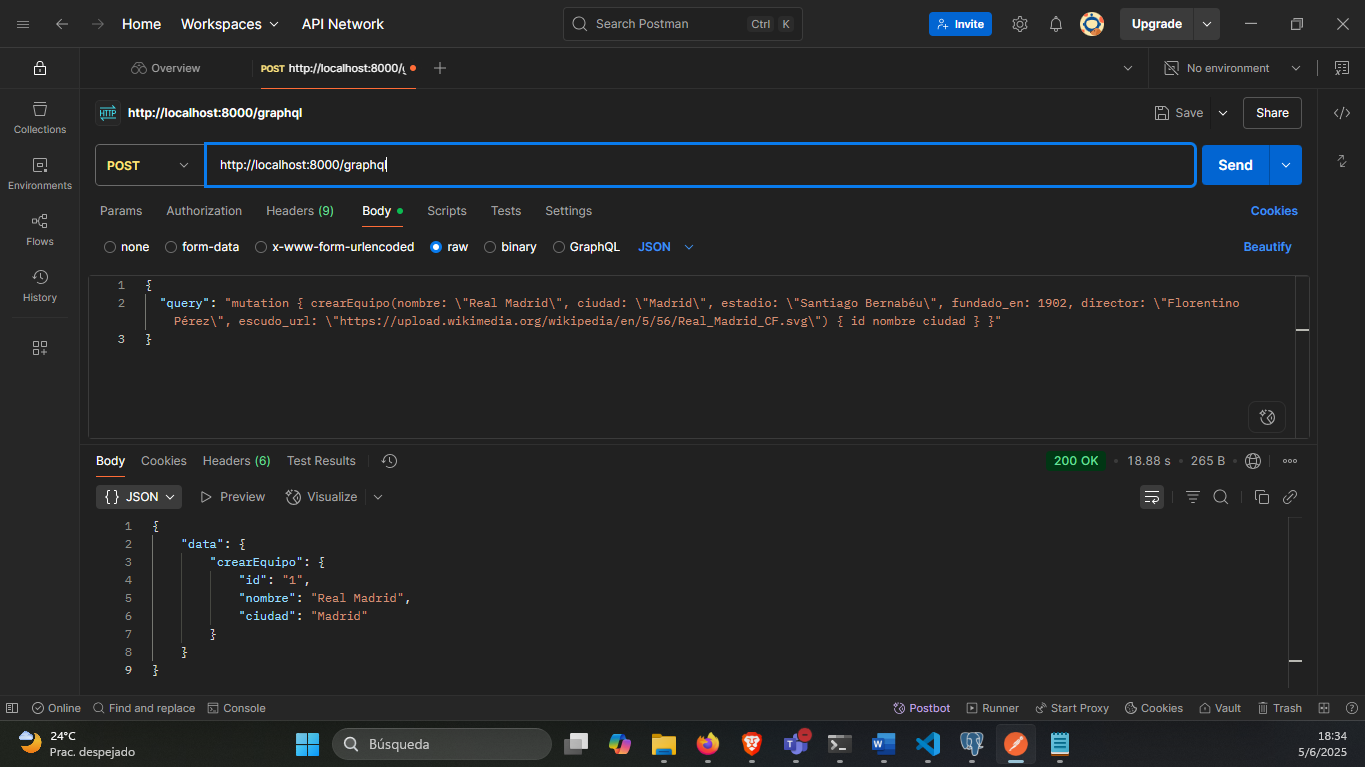 Home Workspaces API Network Search Postman Ctrl K Invite Upgrade
Overview POST http://localhost:8000/g No environment
HTTP http://localhost:8000/graphql Save Share
POST http://localhost:8000/graphql Send
Params Authorization Headers (9) Body Scripts Tests Settings Cookies
none form-data x-www-form-urlencoded raw binary GraphQL JSON Beautify
Collections
Environments
Flows
History
1 {
2 "query": "mutation { crearEquipo(nombre: \"Real Madrid\", ciudad: \"Madrid\", estadio: \"Santiago Bernabéu\", fundado_en: 1902, director: \"Florentino
Pérez\", escudo_url: \"https://upload.wikimedia.org/wikipedia/en/5/56/Real_Madrid_CF.svg\") { id nombre ciudad } }"
3 }
Body Cookies Headers (6) Test Results 200 OK • 18.88 s • 265 B
{} JSON Preview Visualize
1 {
2 "data": {
3 "crearEquipo": {
4 "id": "1",
5 "nombre": "Real Madrid",
6 "ciudad": "Madrid"
7 }
8 }
9 }
Online Find and replace Console Postbot Runner Start Proxy Cookies Vault Trash
24°C
Prac. despejado
Búsqueda
18:34
5/6/2025